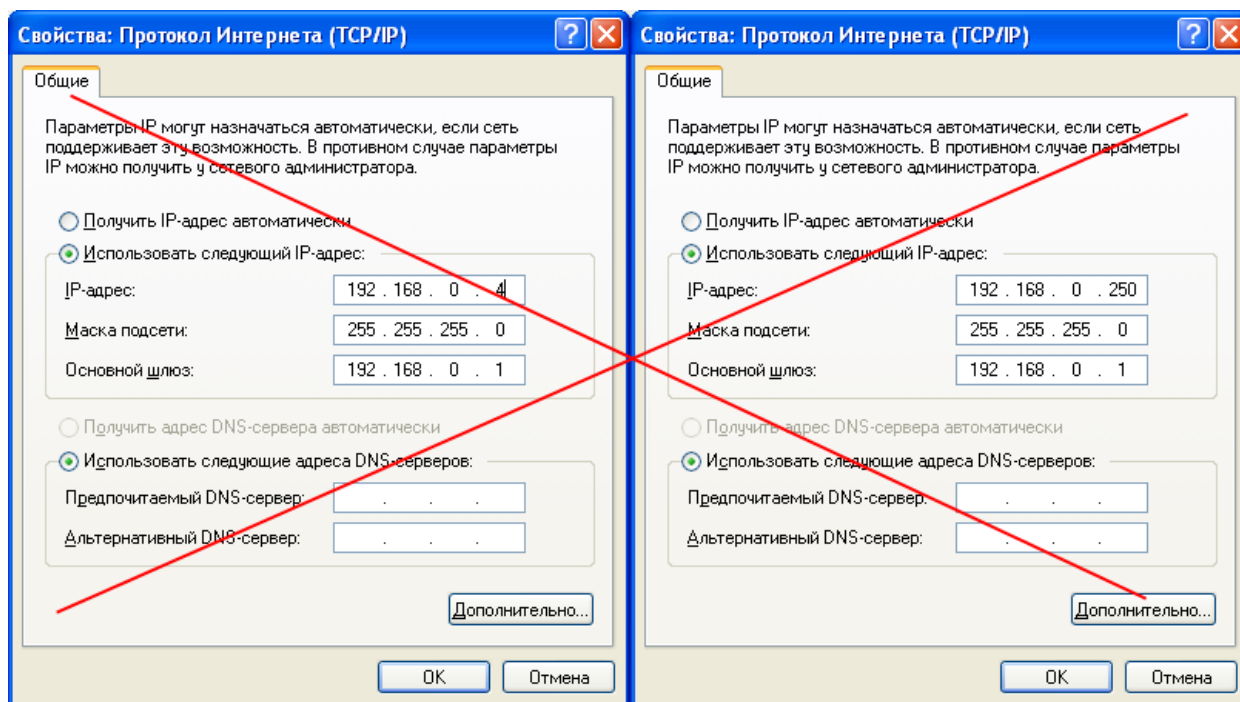 Свойства: Протокол Интернета (TCP/IP)
Общие
Параметры IP могут назначаться автоматически, если сеть
поддерживает эту возможность. В противном случае параметры
IP можно получить у сетевого администратора.
Получить IP-адрес автоматически
Использовать следующий IP-адрес:
IP-адрес: 192 . 168 . 0 . 4
Маска подсети: 255 . 255 . 255 . 0
Основной шлюз: 192 . 168 . 0 . 1
Получить адрес DNS-сервера автоматически
Использовать следующие адреса DNS-серверов:
Предпочитаемый DNS-сервер: . . .
Альтернативный DNS-сервер: . . .
Дополнительно...
OK Отмена
Свойства: Протокол Интернета (TCP/IP)
Общие
Параметры IP могут назначаться автоматически, если сеть
поддерживает эту возможность. В противном случае параметры
IP можно получить у сетевого администратора.
Получить IP-адрес автоматически
Использовать следующий IP-адрес:
IP-адрес: 192 . 168 . 0 . 250
Маска подсети: 255 . 255 . 255 . 0
Основной шлюз: 192 . 168 . 0 . 1
Получить адрес DNS-сервера автоматически
Использовать следующие адреса DNS-серверов:
Предпочитаемый DNS-сервер: . . .
Альтернативный DNS-сервер: . . .
Дополнительно...
OK Отмена